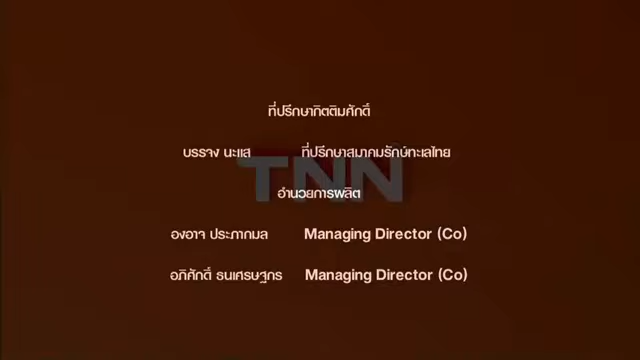 ที่ปรึกษากิตติมศักดิ์
บรรจง นะแส ที่ปรึกษาสมาคมรักษ์ทะเลไทย
TNN
อำนวยการผลิต
องอาจ ประภากมล Managing Director (Co)
อภิศักดิ์ ธนเศรษฐกร Managing Director (Co)